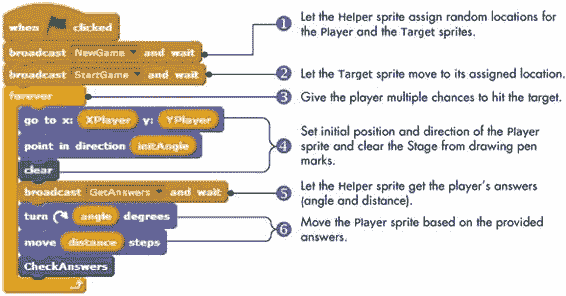 when clicked
broadcast NewGame and wait
broadcast StartGame and wait
forever
go to x: XPlayer y: YPlayer
point in direction initAngle
clear
broadcast GetAnswers and wait
turn angle degrees
move distance steps
CheckAnswers
1 Let the Helper sprite assign random locations for
the Player and the Target sprites.
2 Let the Target sprite move to its assigned location.
3 Give the player multiple chances to hit the target.
4 Set initial position and direction of the Player
sprite and clear the Stage from drawing pen
marks.
5 Let the Helper sprite get the player's answers
(angle and distance).
6 Move the Player sprite based on the provided
answers.